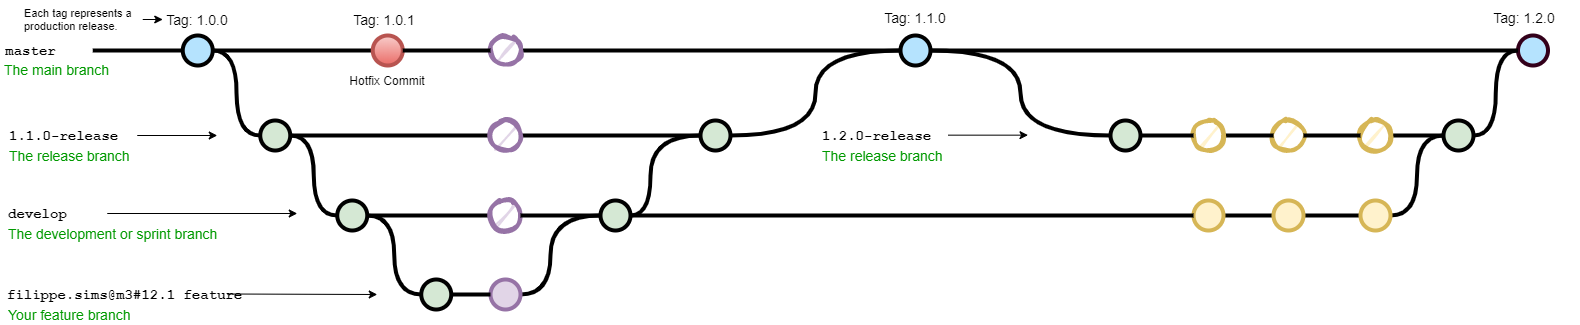 Each tag represents a
production release.
Tag: 1.0.0
Tag: 1.0.1
Tag: 1.1.0
Tag: 1.2.0
master
The main branch
Hotfix Commit
1.1.0-release
The release branch
1.2.0-release
The release branch
develop
The development or sprint branch
filippe.sims@m3#12.1 feature
Your feature branch